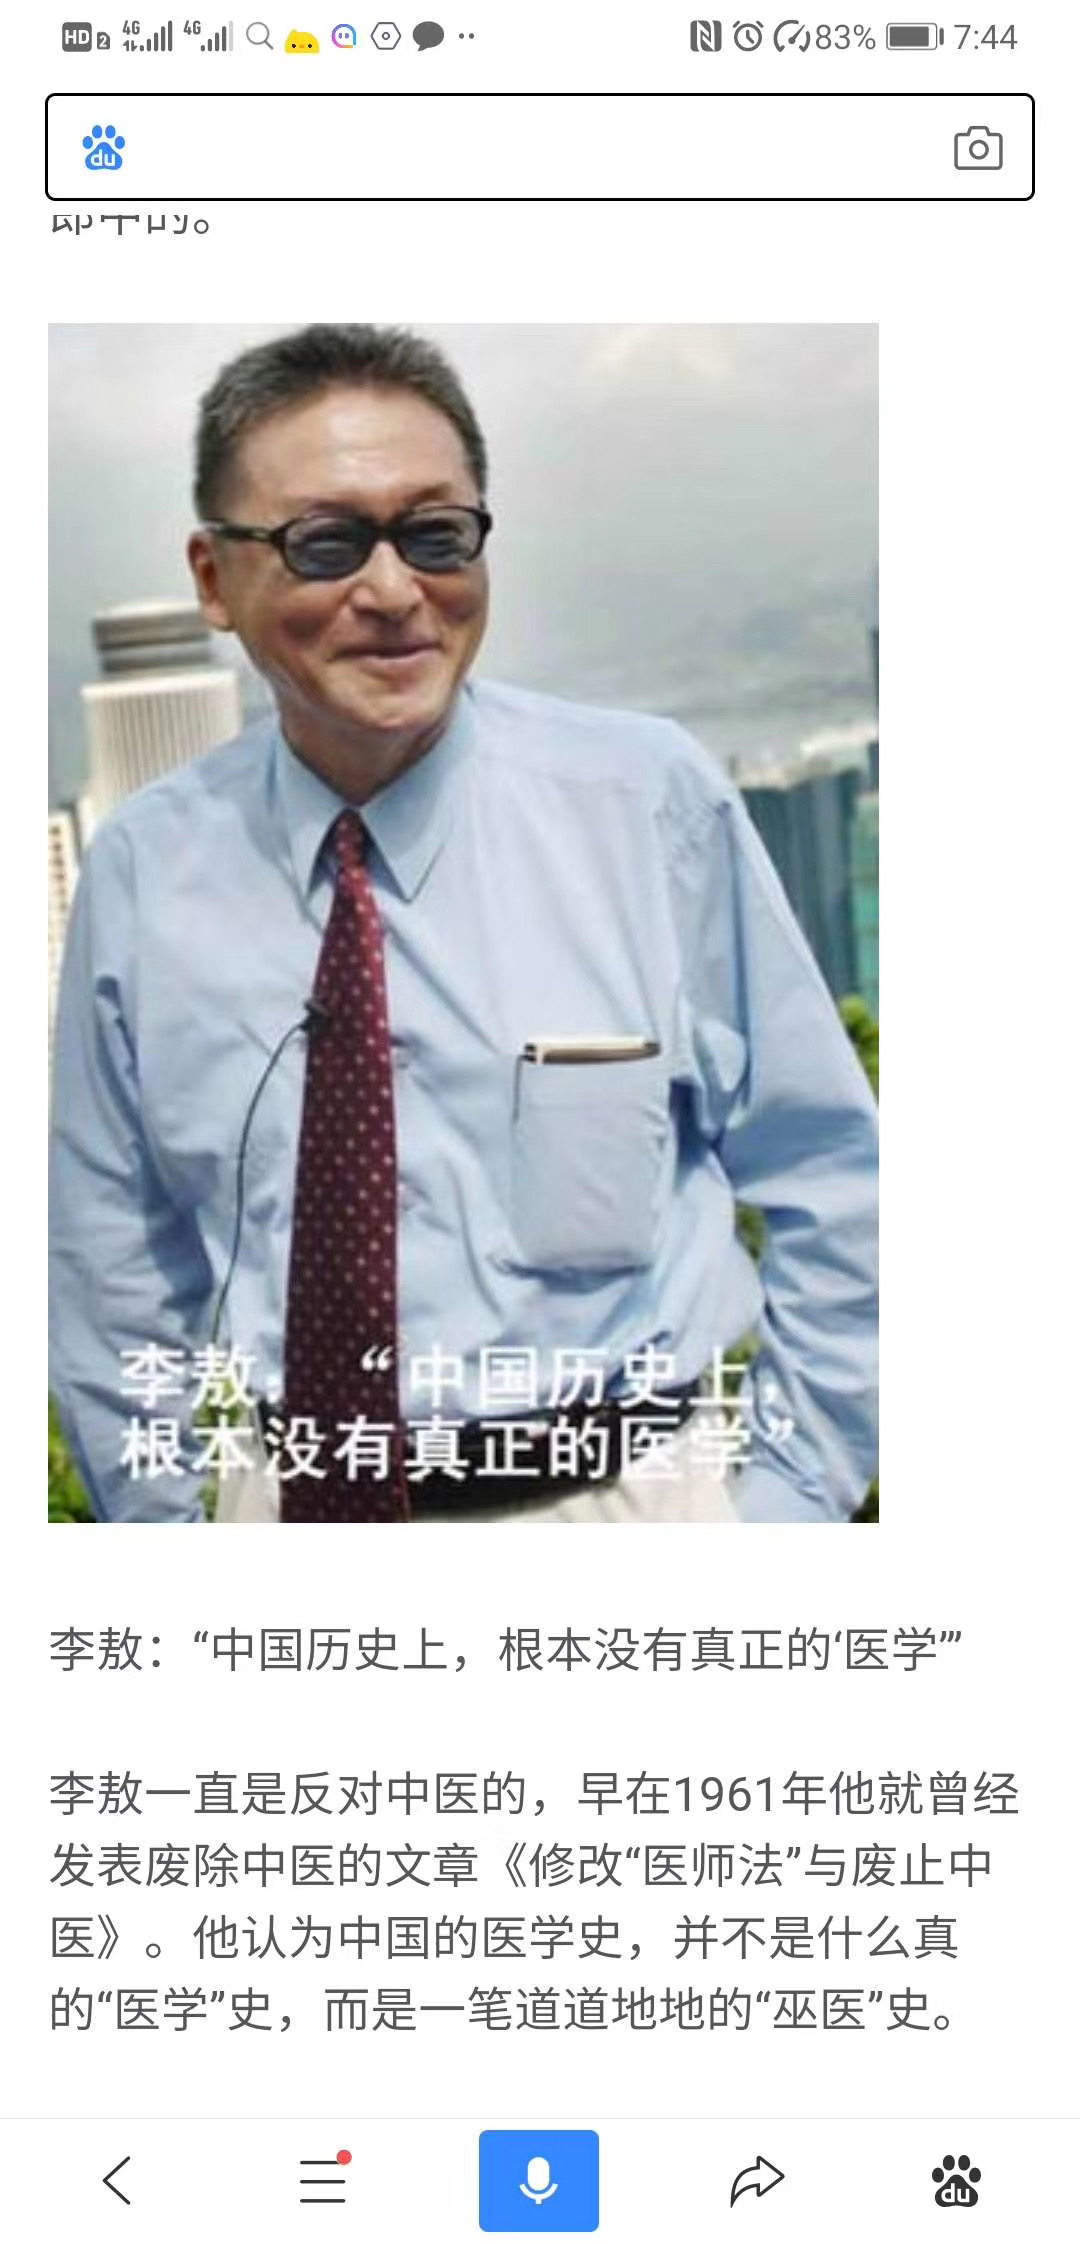 HD 2 4G 4G 83% 7:44
du
李敖：“中国历史上，
根本没有真正的医学”
李敖：“中国历史上，根本没有真正的‘医学’”
李敖一直是反对中医的，早在1961年他就曾经
发表废除中医的文章《修改“医师法”与废止中
医》。他认为中国的医学史，并不是什么真
的“医学”史，而是一笔道道地地的“巫医”史。
du